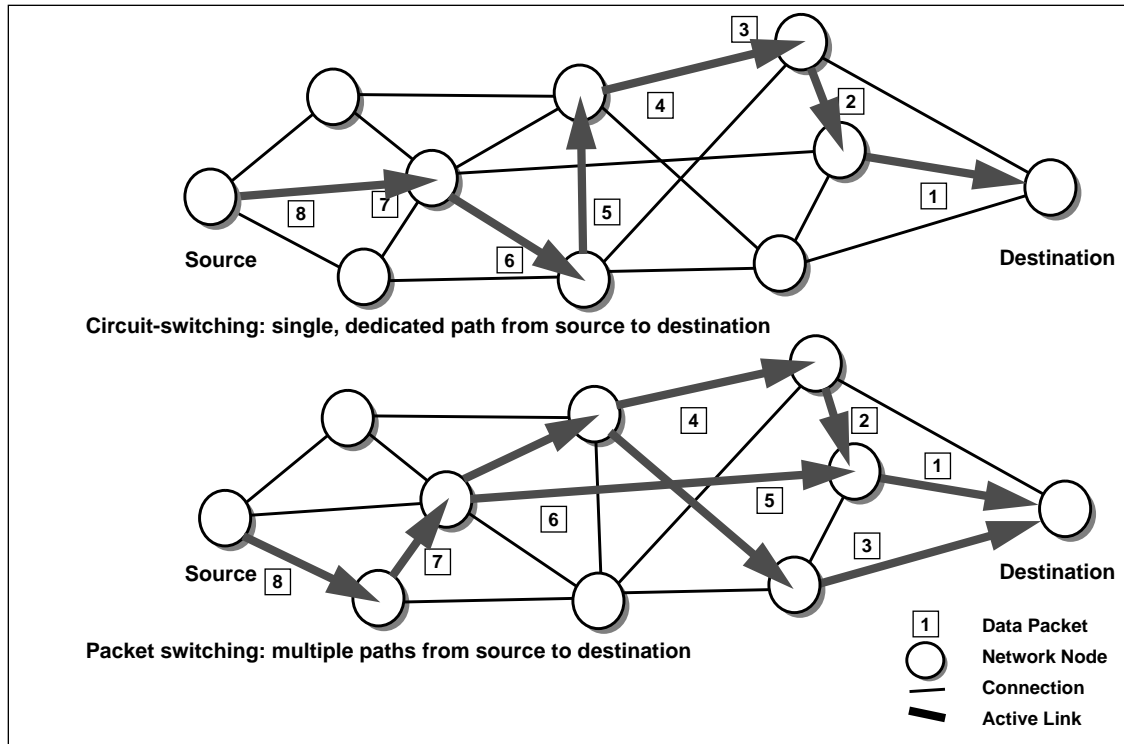 3
4
2
1
8
7
5
6
Source
Destination
Circuit-switching: single, dedicated path from source to destination
4
2
1
5
6
3
7
8
Source
Destination
Packet switching: multiple paths from source to destination
1 Data Packet
Network Node
Connection
Active Link